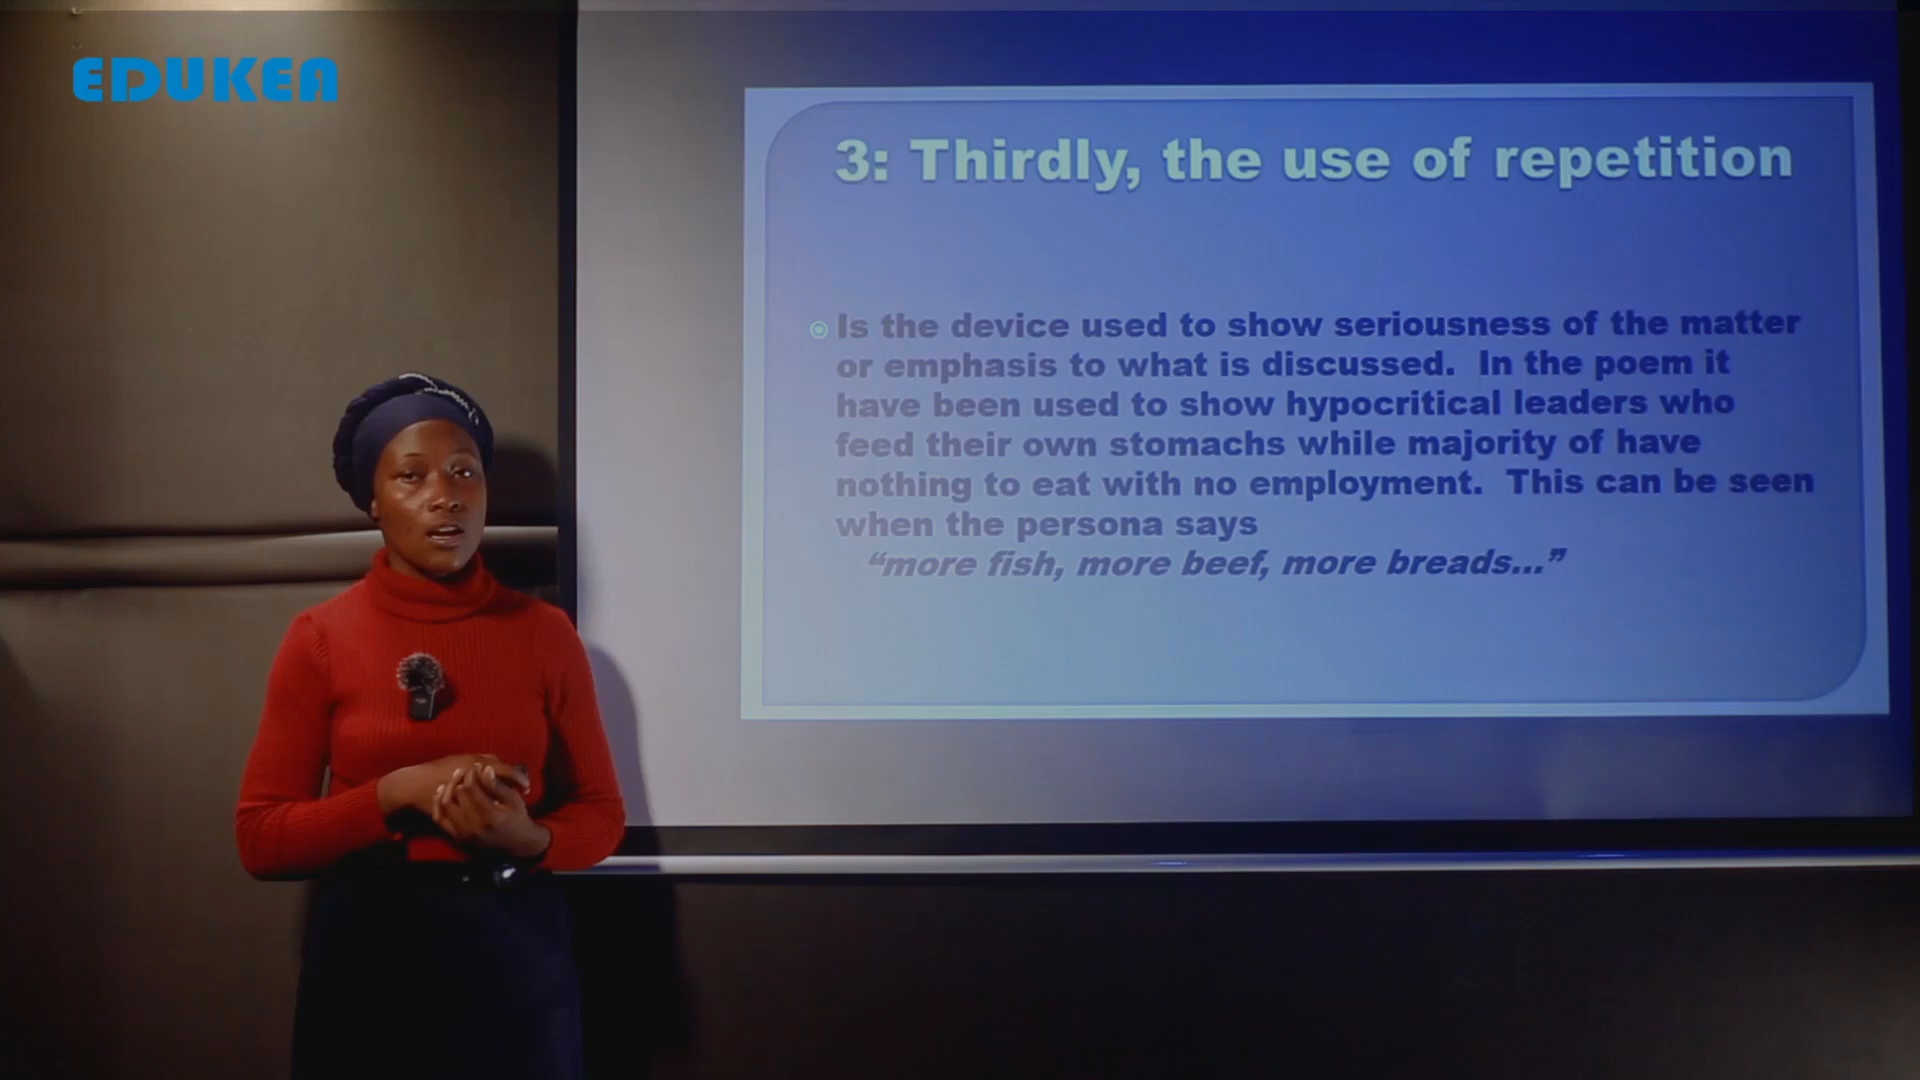 EDUKEA
3: Thirdly, the use of repetition
Is the device used to show seriousness of the matter
or emphasis to what is discussed. In the poem it
have been used to show hypocritical leaders who
feed their own stomachs while majority of have
nothing to eat with no employment. This can be seen
when the persona says
“more fish, more beef, more breads...”